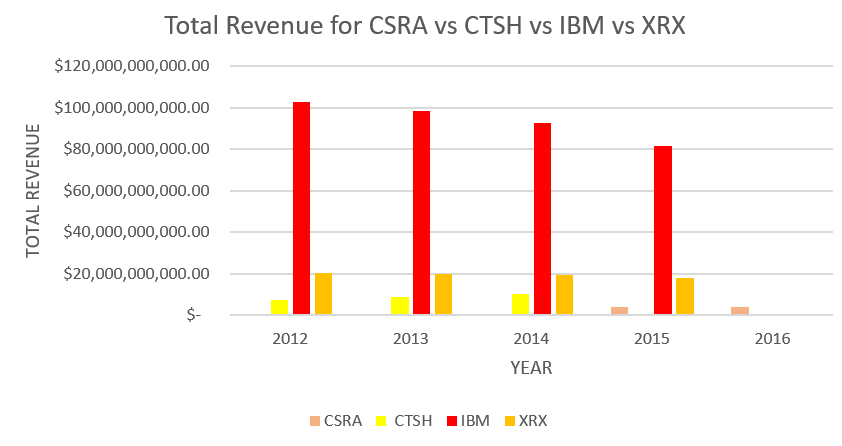 Total Revenue for CSRA vs CTSH vs IBM vs XRX
$120,000,000,000.00
$100,000,000,000.00
$80,000,000,000.00
$60,000,000,000.00
$40,000,000,000.00
$20,000,000,000.00
$-
TOTAL REVENUE
2012 2013 2014 2015 2016
YEAR
CSRA CTSH IBM XRX